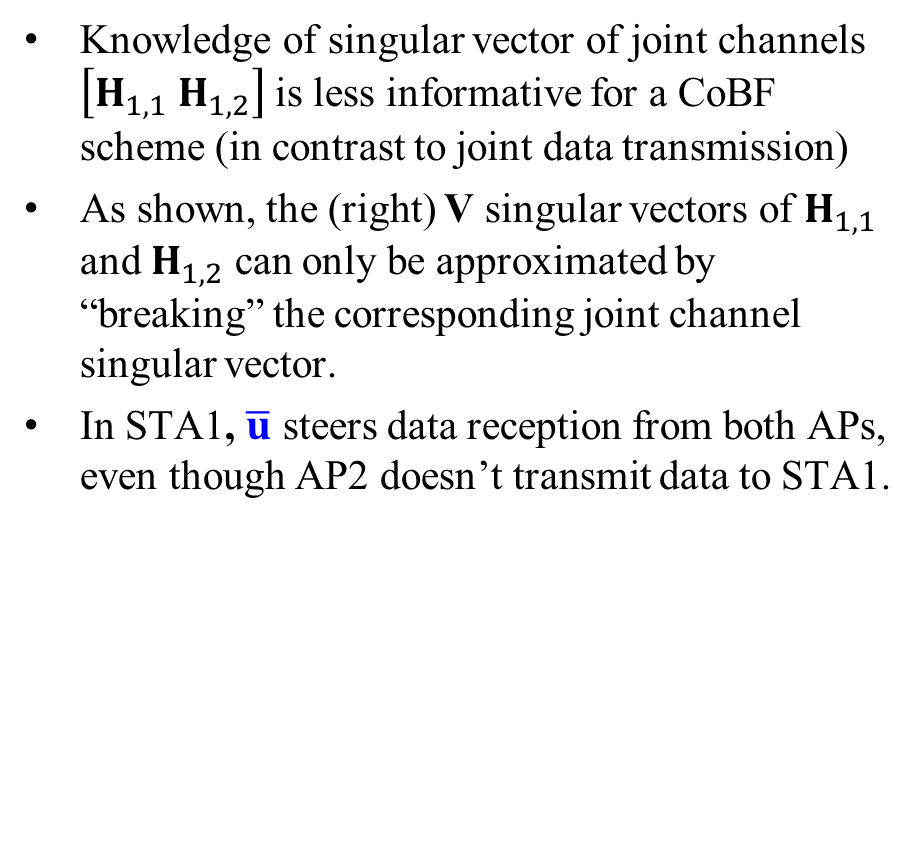 • Knowledge of singular vector of joint channels
[𝐇₁,₁ 𝐇₁,₂] is less informative for a CoBF
scheme (in contrast to joint data transmission)
• As shown, the (right) 𝐕 singular vectors of 𝐇₁,₁
and 𝐇₁,₂ can only be approximated by
“breaking” the corresponding joint channel
singular vector.
• In STA1, u̅ steers data reception from both APs,
even though AP2 doesn’t transmit data to STA1.